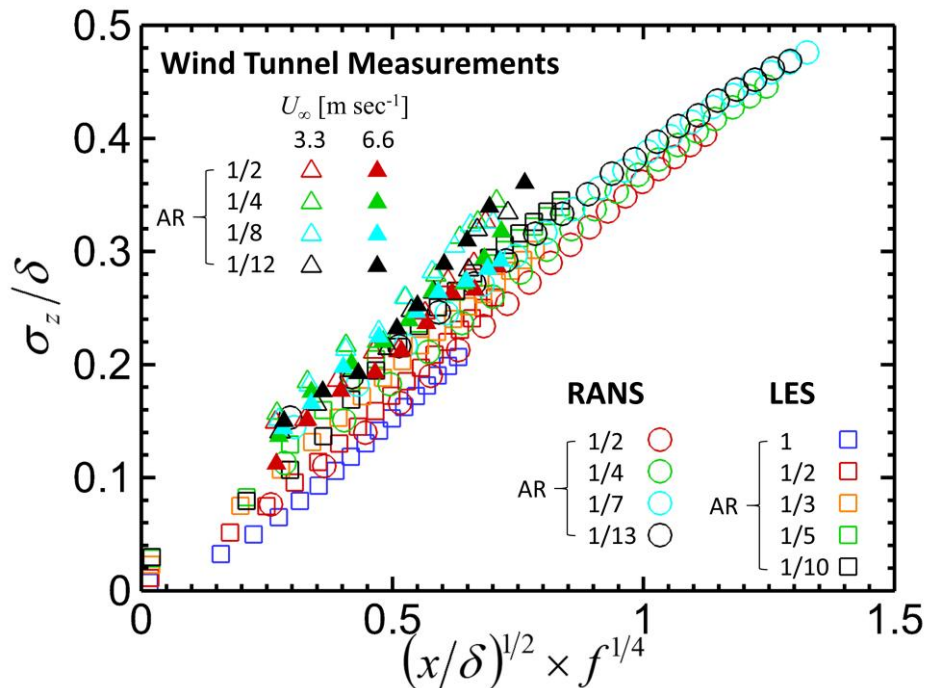 0.5
0.4
0.3
0.2
0.1
0
σz/δ
Wind Tunnel Measurements
U∞ [m sec-1]
3.3 6.6
AR
1/2
1/4
1/8
1/12
RANS
AR
1/2
1/4
1/7
1/13
LES
AR
1
1/2
1/3
1/5
1/10
0 0.5 1 1.5
(x/δ)^1/2 × f^1/4